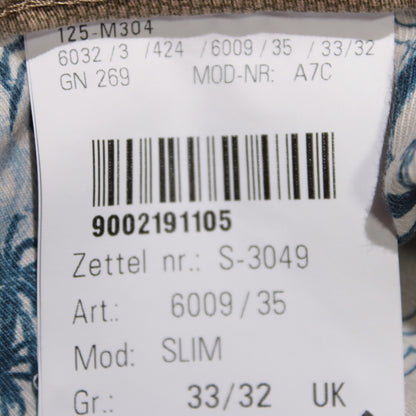 125-M304
6032 /3 /424 /6009 / 35 / 33/32
GN 269 MOD-NR: A7C
9002191105
Zettel nr.: S-3049
Art.: 6009 / 35
Mod: SLIM
Gr.: 33/32 UK